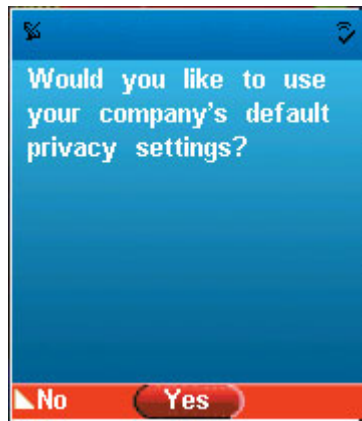 Would you like to use
your company's default
privacy settings?
No Yes